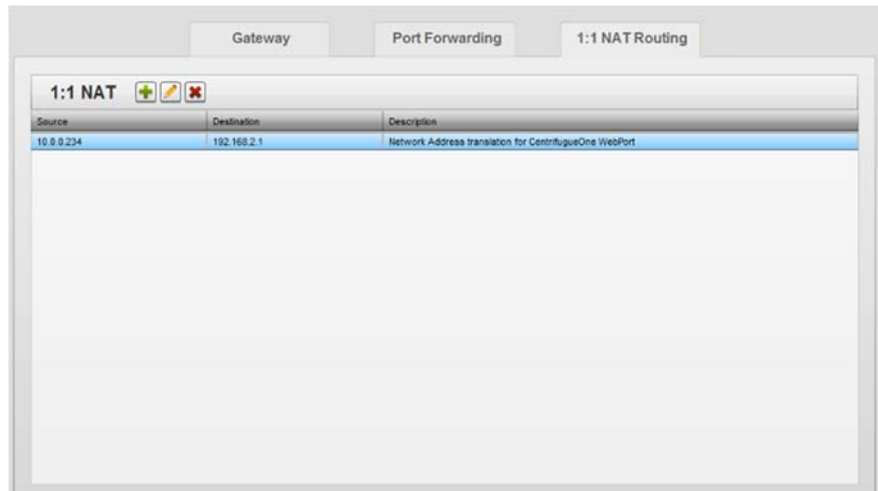 Gateway Port Forwarding 1:1 NAT Routing
1:1 NAT
Source Destination Description
10.0.0.234 192.168.2.1 Network Address translation for CentrifugueOne WebPort